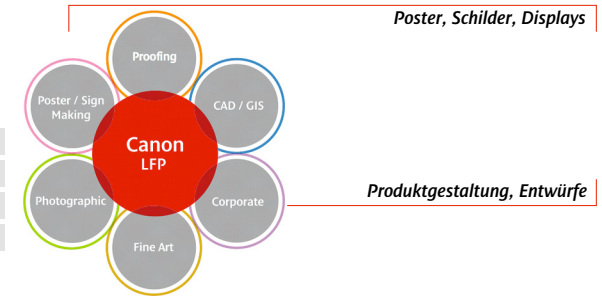 Poster, Schilder, Displays
Proofing
Poster / Sign
Making
CAD / GIS
Canon
LFP
Photographic
Corporate
Produktgestaltung, Entwürfe
Fine Art